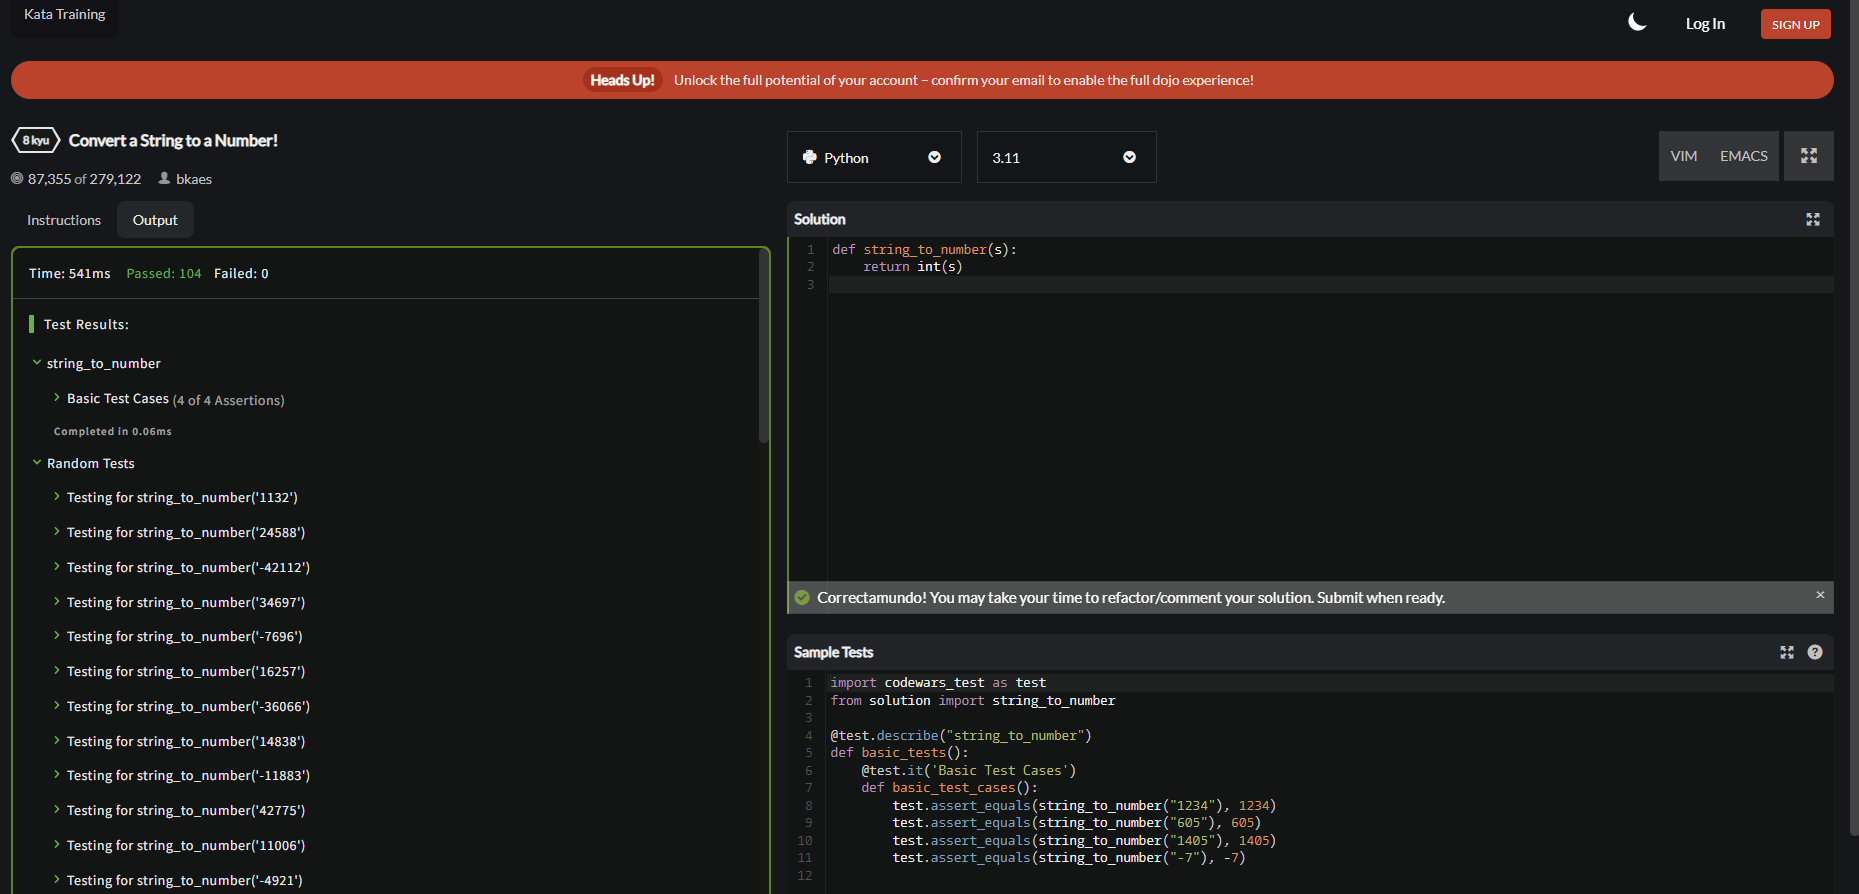 Kata Training
Log In
SIGN UP
Heads Up! Unlock the full potential of your account – confirm your email to enable the full dojo experience!
8 kyu Convert a String to a Number!
87,355 of 279,122 bkaes
Instructions Output
Time: 541ms Passed: 104 Failed: 0
Test Results:
string_to_number
Basic Test Cases (4 of 4 Assertions)
Completed in 0.06ms
Random Tests
Testing for string_to_number('1132')
Testing for string_to_number('24588')
Testing for string_to_number('-42112')
Testing for string_to_number('34697')
Testing for string_to_number('-7696')
Testing for string_to_number('16257')
Testing for string_to_number('-36066')
Testing for string_to_number('14838')
Testing for string_to_number('-11883')
Testing for string_to_number('42775')
Testing for string_to_number('11006')
Testing for string_to_number('-4921')
Python
3.11
VIM EMACS
Solution
1 def string_to_number(s):
2     return int(s)
3
Correctamundo! You may take your time to refactor/comment your solution. Submit when ready.
×
Sample Tests
?
1 import codewars_test as test
2 from solution import string_to_number
3
4 @test.describe("string_to_number")
5 def basic_tests():
6     @test.it('Basic Test Cases')
7     def basic_test_cases():
8         test.assert_equals(string_to_number("1234"), 1234)
9         test.assert_equals(string_to_number("605"), 605)
10         test.assert_equals(string_to_number("1405"), 1405)
11         test.assert_equals(string_to_number("-7"), -7)
12